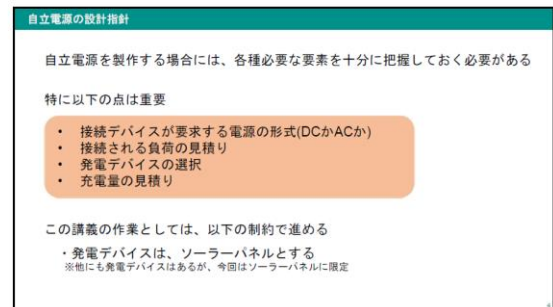 自立電源の設計指針
自立電源を製作する場合には、各種必要な要素を十分に把握しておく必要がある
特に以下の点は重要
• 接続デバイスが要求する電源の形式(DCかACか)
• 接続される負荷の見積り
• 発電デバイスの選択
• 充電量の見積り
この講義の作業としては、以下の制約で進める
・発電デバイスは、ソーラーパネルとする
※他にも発電デバイスはあるが、今回はソーラーパネルに限定